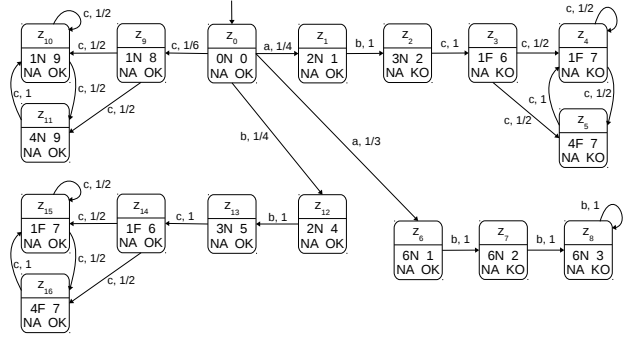 z10
1N 9
NA OK
c, 1/2
c, 1/2
z9
1N 8
NA OK
c, 1/6
z0
0N 0
NA OK
a, 1/4
z1
2N 1
NA OK
b, 1
z2
3N 2
NA KO
c, 1
z3
1F 6
NA KO
c, 1/2
z4
1F 7
NA KO
c, 1/2
c, 1
c, 1/2
c, 1/2
z11
4N 9
NA OK
c, 1
c, 1/2
c, 1/2
z5
4F 7
NA KO
b, 1/4
a, 1/3
z15
1F 7
NA OK
c, 1/2
c, 1/2
z14
1F 6
NA OK
c, 1
z13
3N 5
NA OK
b, 1
z12
2N 4
NA OK
z6
6N 1
NA OK
b, 1
z7
6N 2
NA KO
b, 1
z8
6N 3
NA KO
b, 1
c, 1
c, 1/2
c, 1/2
z16
4F 7
NA OK